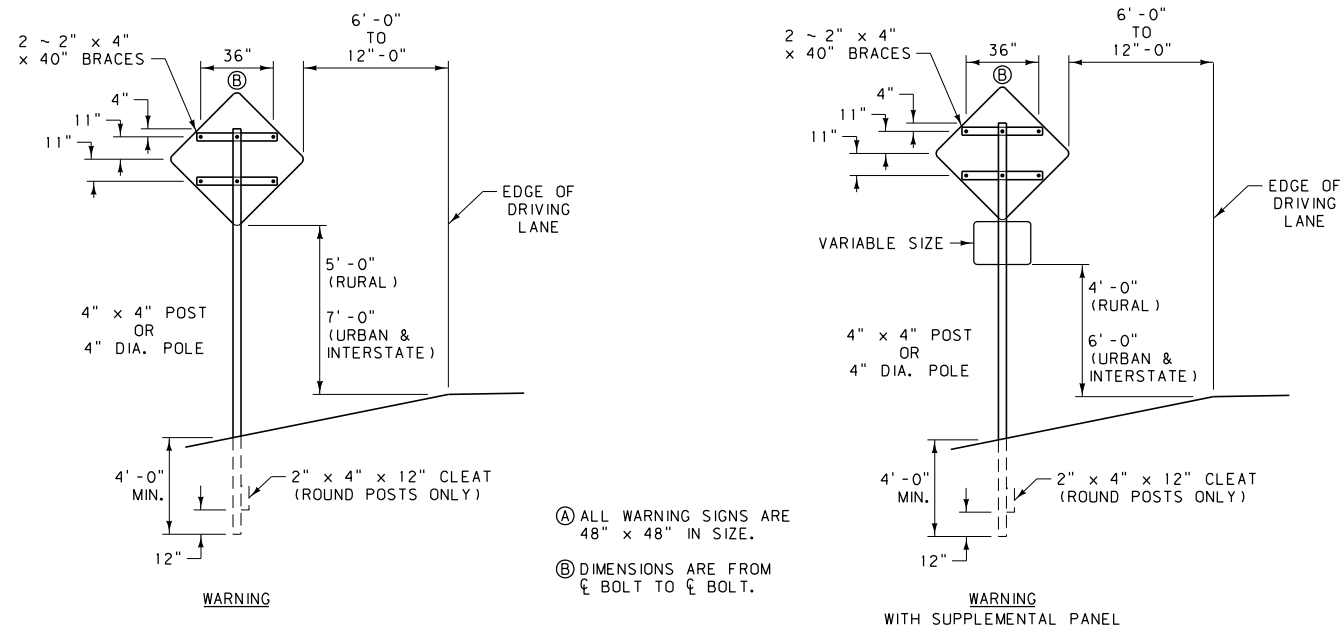 6'-0"
TO
12"-0"
2 ~ 2" x 4"
x 40" BRACES
36"
B
4"
11"
11"
EDGE OF
DRIVING
LANE
5'-0"
(RURAL)
7'-0"
(URBAN &
INTERSTATE)
4" x 4" POST
OR
4" DIA. POLE
4'-0"
MIN.
2" x 4" x 12" CLEAT
(ROUND POSTS ONLY)
12"
WARNING
A ALL WARNING SIGNS ARE
48" x 48" IN SIZE.
B DIMENSIONS ARE FROM
℄ BOLT TO ℄ BOLT.
6'-0"
TO
12"-0"
2 ~ 2" x 4"
x 40" BRACES
36"
B
4"
11"
11"
EDGE OF
DRIVING
LANE
VARIABLE SIZE
4'-0"
(RURAL)
6'-0"
(URBAN &
INTERSTATE)
4" x 4" POST
OR
4" DIA. POLE
4'-0"
MIN.
2" x 4" x 12" CLEAT
(ROUND POSTS ONLY)
12"
WARNING
WITH SUPPLEMENTAL PANEL